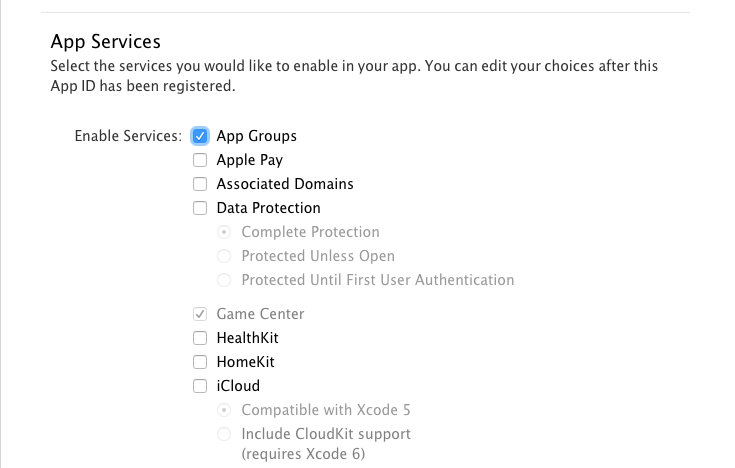 App Services
Select the services you would like to enable in your app. You can edit your choices after this
App ID has been registered.
Enable Services:
App Groups
Apple Pay
Associated Domains
Data Protection
Complete Protection
Protected Unless Open
Protected Until First User Authentication
Game Center
HealthKit
HomeKit
iCloud
Compatible with Xcode 5
Include CloudKit support
(requires Xcode 6)